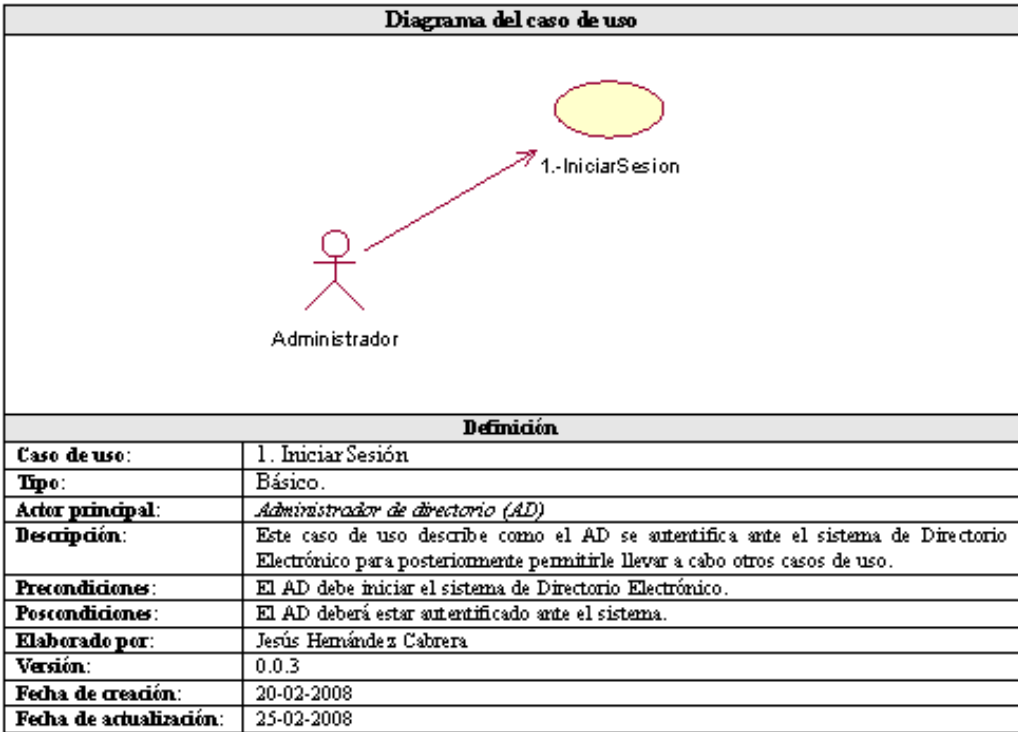 Diagrama del caso de uso
1.-IniciarSesion
Administrador
Definición
Caso de uso: 1. IniciarSesión
Tipo: Básico.
Actor principal: Administrador de directorio (AD)
Descripción: Este caso de uso describe como el AD se autentifica ante el sistema de Directorio
Electrónico para posteriormente permitirle llevar a cabo otros casos de uso.
Precondiciones: El AD debe iniciar el sistema de Directorio Electrónico.
Poscondiciones: El AD deberá estar autentificado ante el sistema.
Elaborado por: Jesús Hernández Cabrera
Versión: 0.0.3
Fecha de creación: 20-02-2008
Fecha de actualización: 25-02-2008